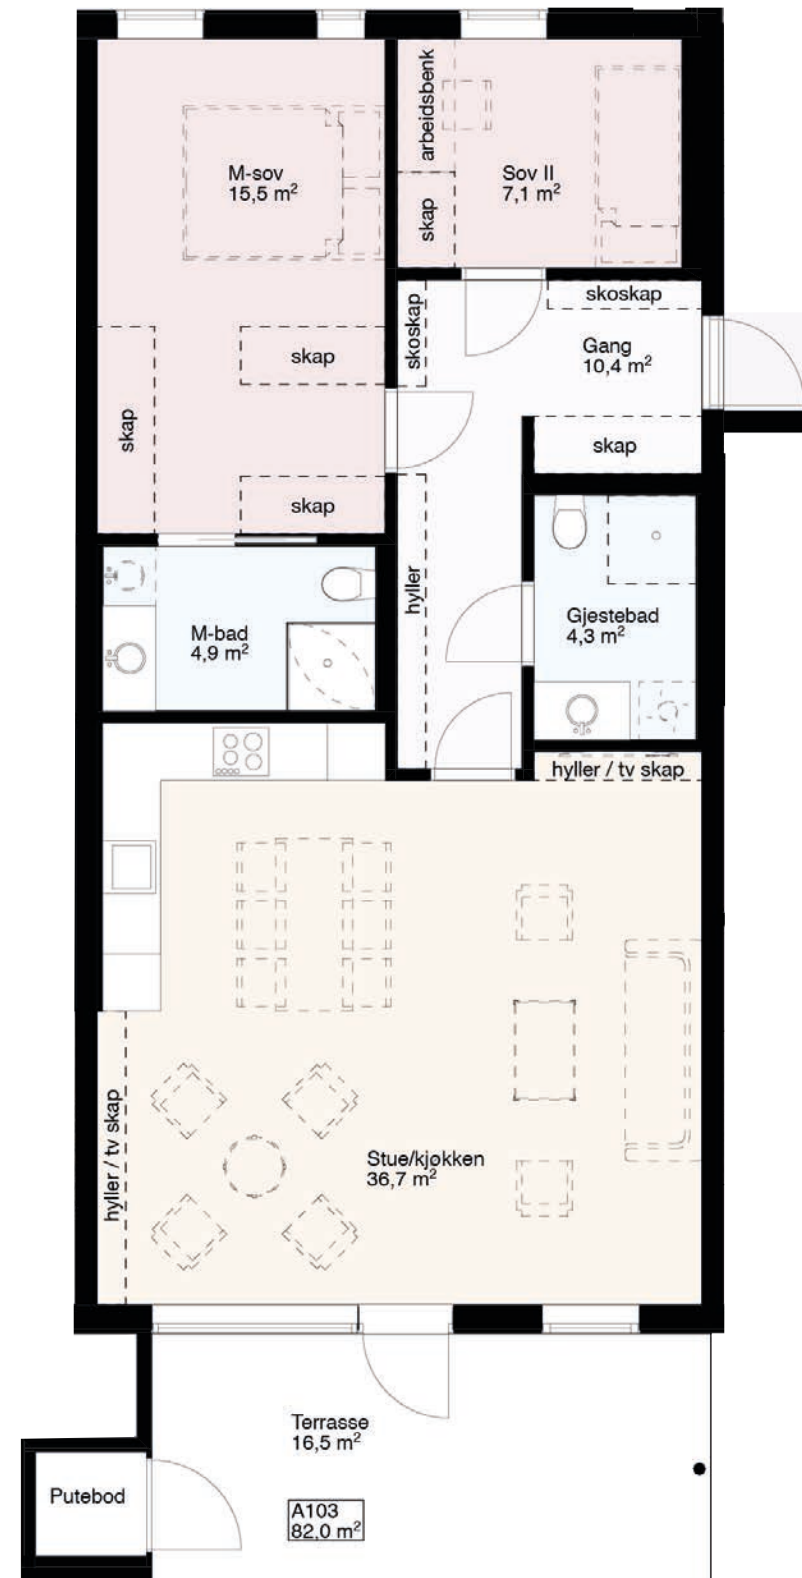 arbeidsbenk
M-sov
15,5 m²
Sov II
7,1 m²
skap
skoskap
skoskap
Gang
10,4 m²
skap
skap
skap
skap
hyller
Gjestebad
4,3 m²
M-bad
4,9 m²
hyller / tv skap
hyller / tv skap
Stue/kjøkken
36,7 m²
Terrasse
16,5 m²
Putebod
A103
82,0 m²